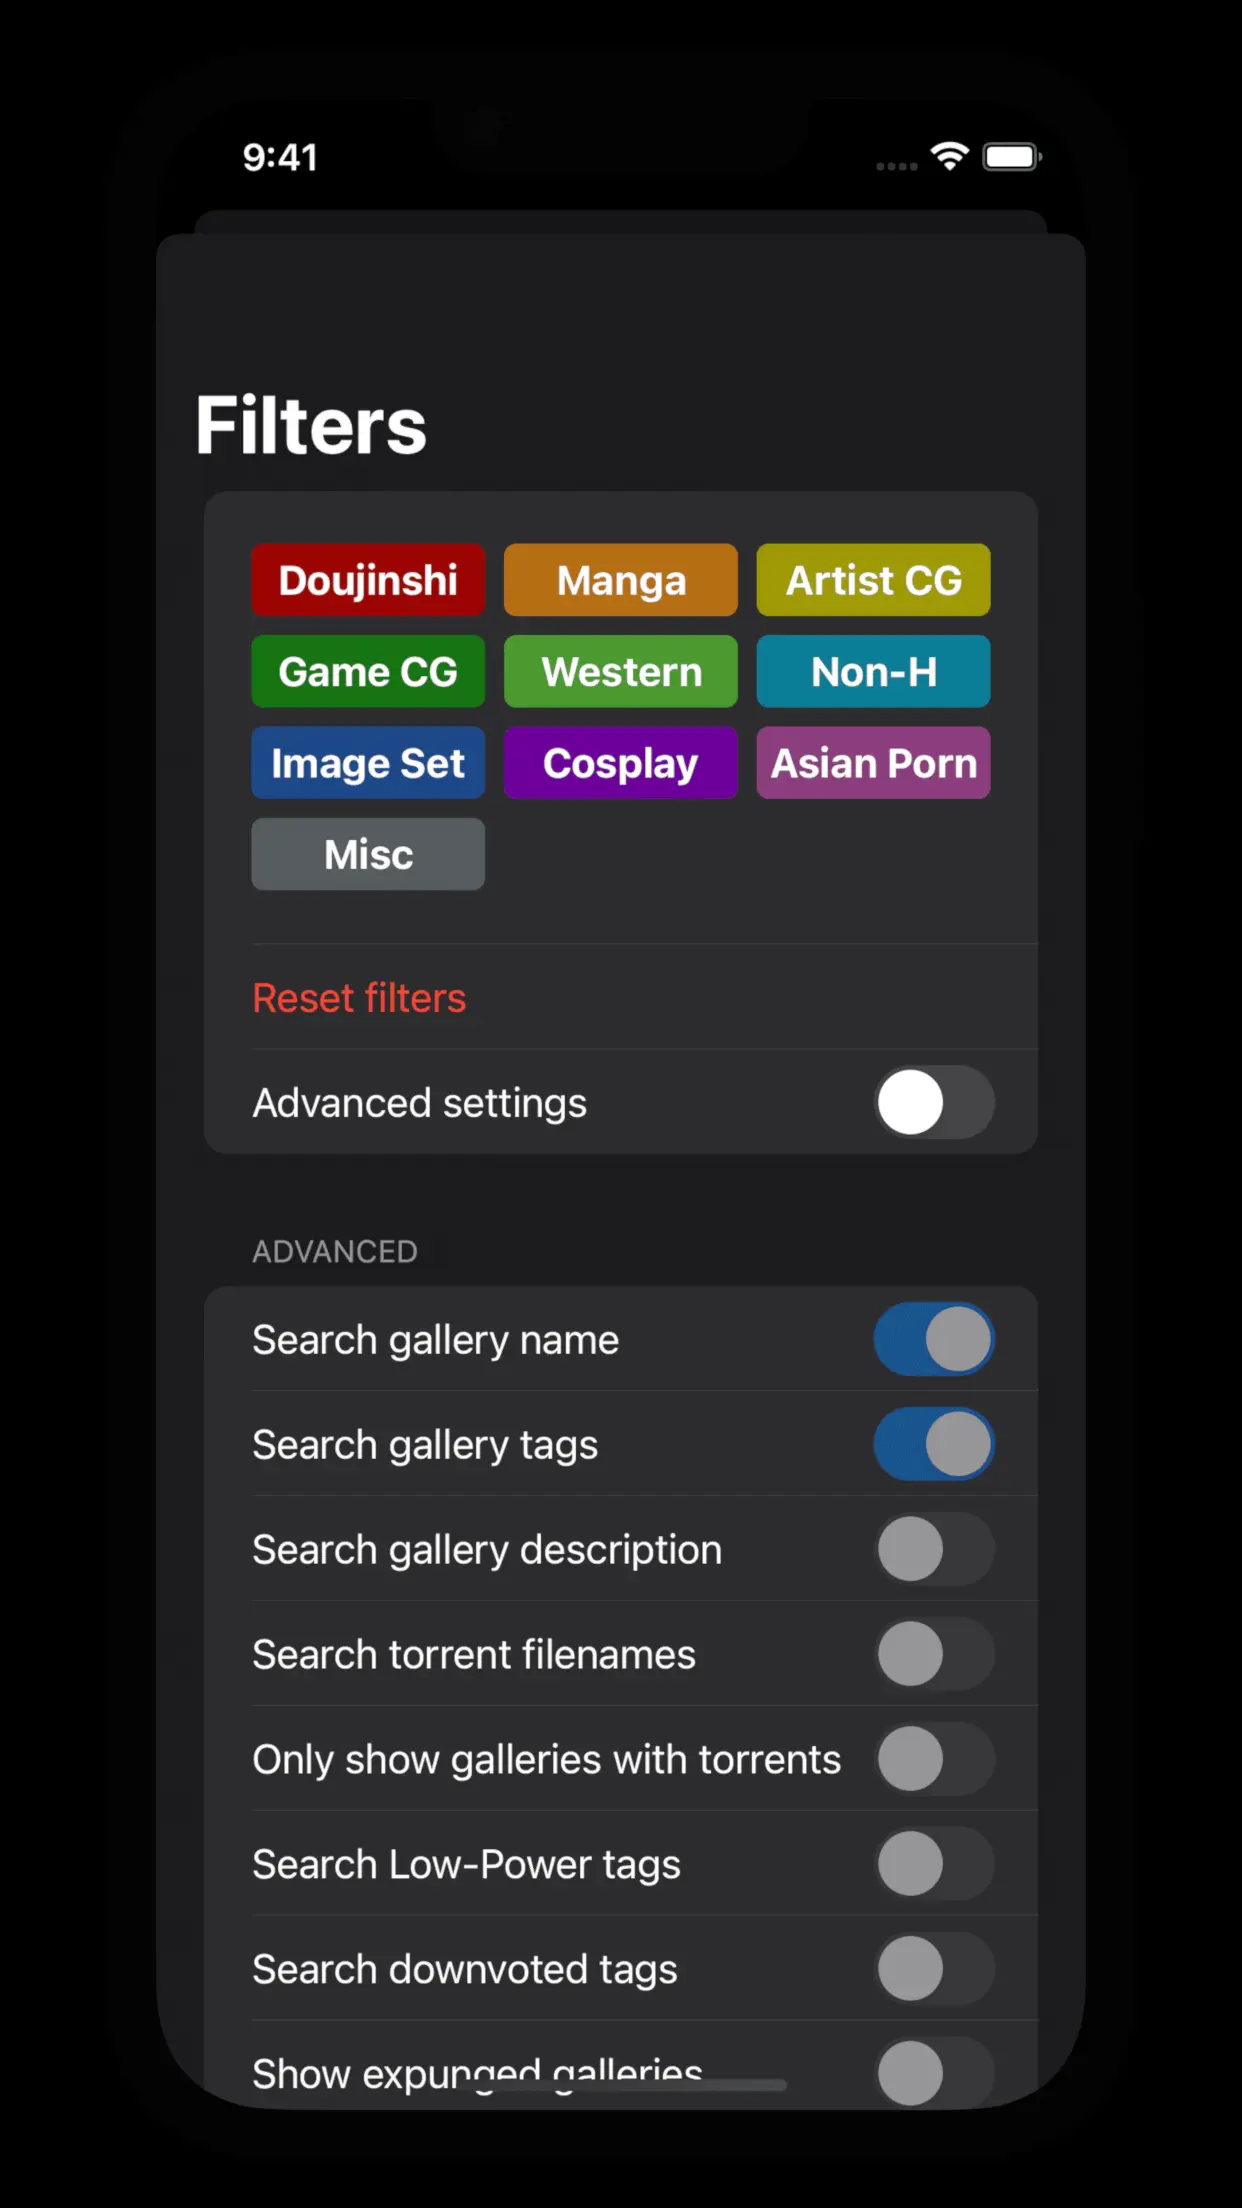 9:41
Filters
Doujinshi Manga Artist CG
Game CG Western Non-H
Image Set Cosplay Asian Porn
Misc
Reset filters
Advanced settings
ADVANCED
Search gallery name
Search gallery tags
Search gallery description
Search torrent filenames
Only show galleries with torrents
Search Low-Power tags
Search downvoted tags
Show expunged galleries